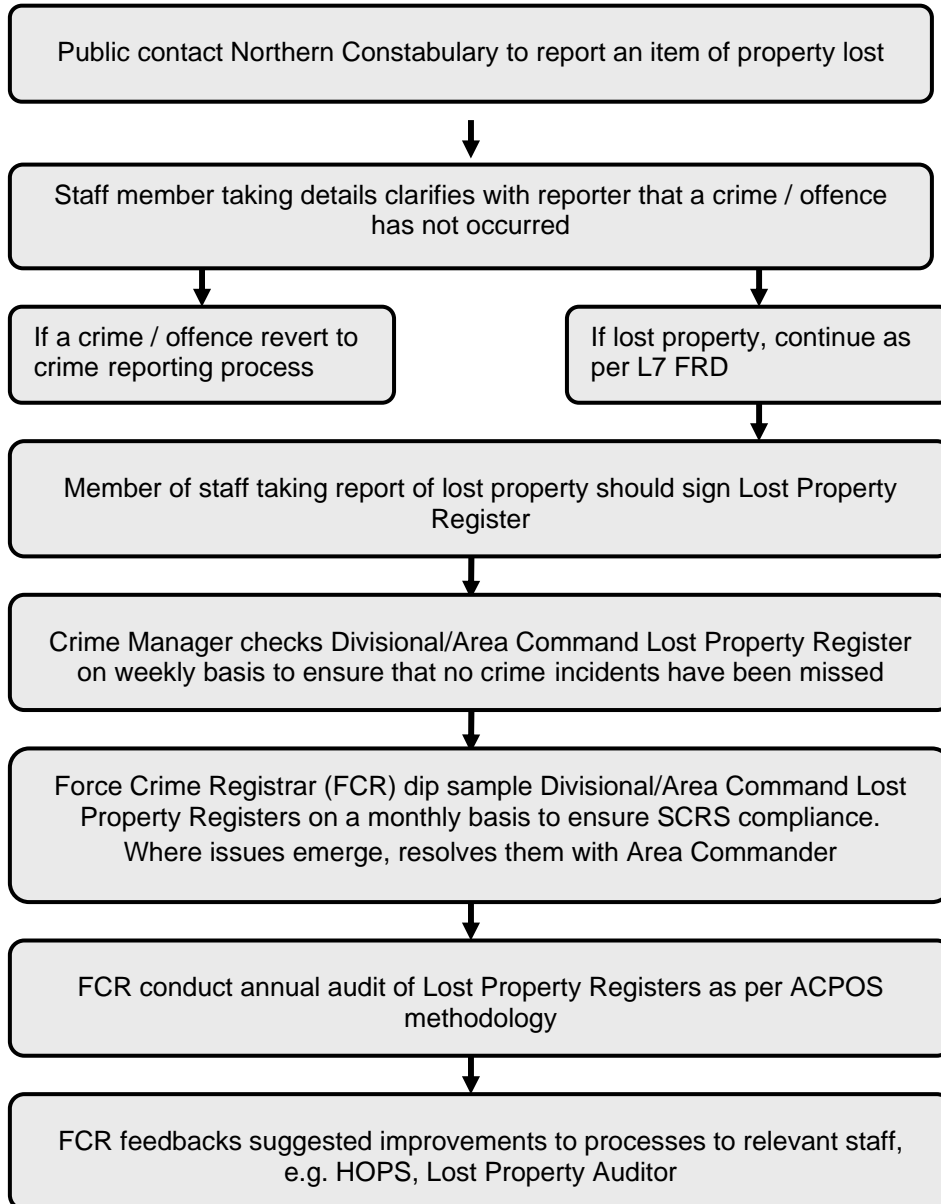 Public contact Northern Constabulary to report an item of property lost
Staff member taking details clarifies with reporter that a crime / offence
has not occurred
If a crime / offence revert to
crime reporting process
If lost property, continue as
per L7 FRD
Member of staff taking report of lost property should sign Lost Property
Register
Crime Manager checks Divisional/Area Command Lost Property Register
on weekly basis to ensure that no crime incidents have been missed
Force Crime Registrar (FCR) dip sample Divisional/Area Command Lost
Property Registers on a monthly basis to ensure SCRS compliance.
Where issues emerge, resolves them with Area Commander
FCR conduct annual audit of Lost Property Registers as per ACPOS
methodology
FCR feedbacks suggested improvements to processes to relevant staff,
e.g. HOPS, Lost Property Auditor